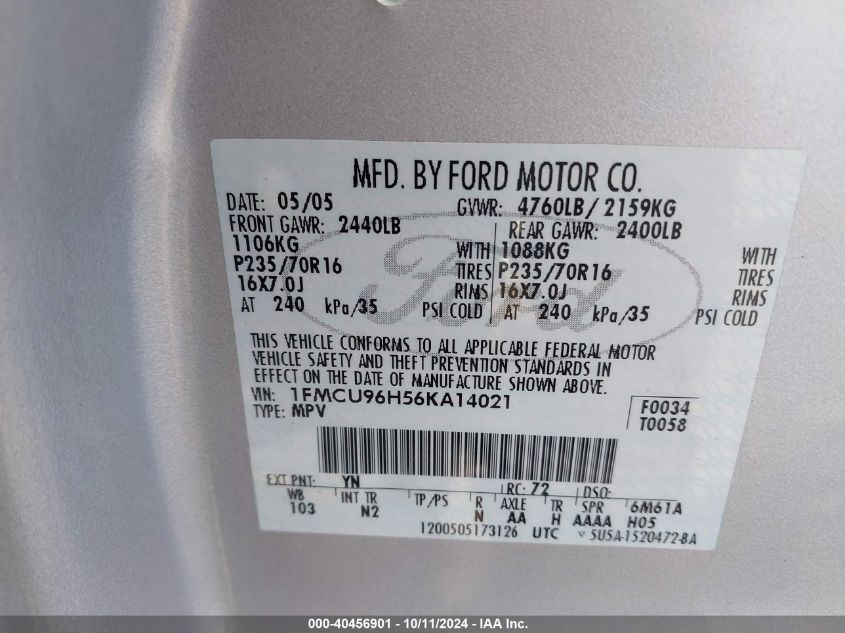 MFD. BY FORD MOTOR CO.
DATE: 05/05 GVWR: 4760LB/ 2159KG
FRONT GAWR: 2440LB REAR GAWR: 2400LB
1106KG WITH 1088KG WITH
P235/70R16 TIRES P235/70R16 TIRES
16X7.0J RIMS 16X7.0J RIMS
AT 240 kPa/35 PSI COLD AT 240 kPa/35 PSI COLD
Ford
THIS VEHICLE CONFORMS TO ALL APPLICABLE FEDERAL MOTOR
VEHICLE SAFETY AND THEFT PREVENTION STANDARDS IN
EFFECT ON THE DATE OF MANUFACTURE SHOWN ABOVE.
VIN: 1FMCU96H56KA14021
TYPE: MPV
F0034
T0058
EXT PNT: YN RC: 72 DSO:
WB INT TR TP/PS R AXLE TR SPR 6M61A
103 N2 N AA H AAAA H05
1200505173126 UTC ▽ 5U5A-1520472-BA
000-40456901 - 10/11/2024 - IAA Inc.